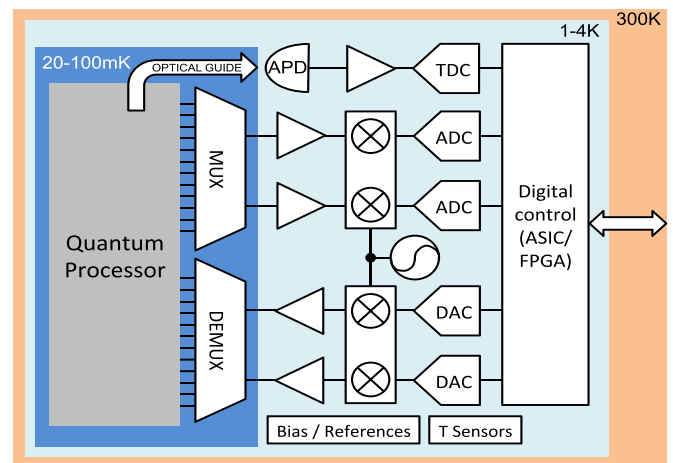 300K
1-4K
20-100mK
OPTICAL GUIDE
APD
TDC
MUX
ADC
ADC
Quantum
Processor
Digital
control
(ASIC/
FPGA)
DEMUX
DAC
DAC
Bias / References
T Sensors